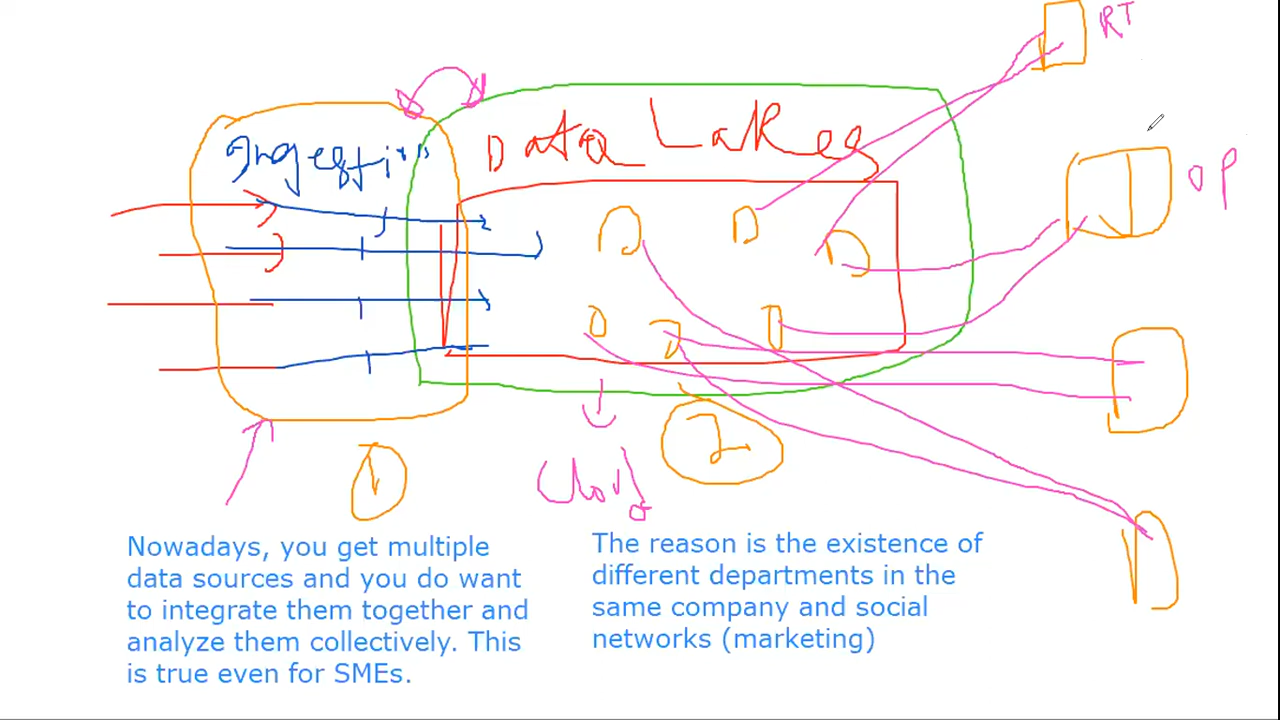 RT
Data Lakes
Ingestion
OP
1
2
Cloud
Nowadays, you get multiple
data sources and you do want
to integrate them together and
analyze them collectively. This
is true even for SMEs.
The reason is the existence of
different departments in the
same company and social
networks (marketing)